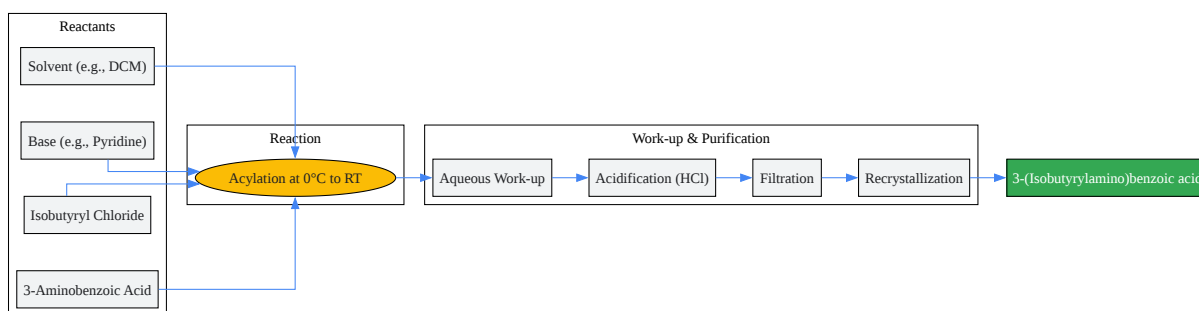 Reactants
Solvent (e.g., DCM)
Base (e.g., Pyridine)
Isobutyryl Chloride
3-Aminobenzoic Acid
Reaction
Acylation at 0°C to RT
Work-up & Purification
Aqueous Work-up
Acidification (HCl)
Filtration
Recrystallization
3-(Isobutyrylamino)benzoic acid